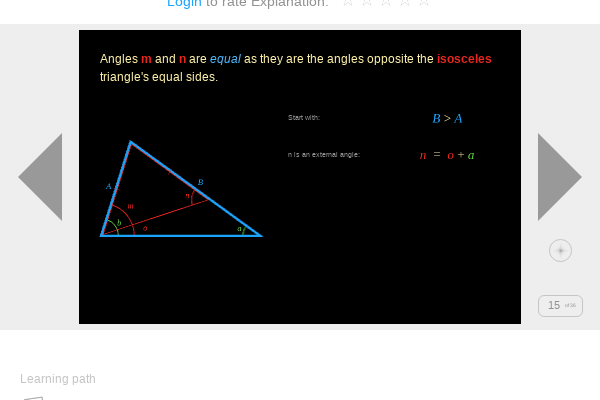 Login to rate Explanation:
Angles m and n are equal as they are the angles opposite the isosceles
triangle's equal sides.
Start with:
B > A
n is an external angle:
n = o + a
A
B
m
n
b
o
a
15 of 26
Learning path